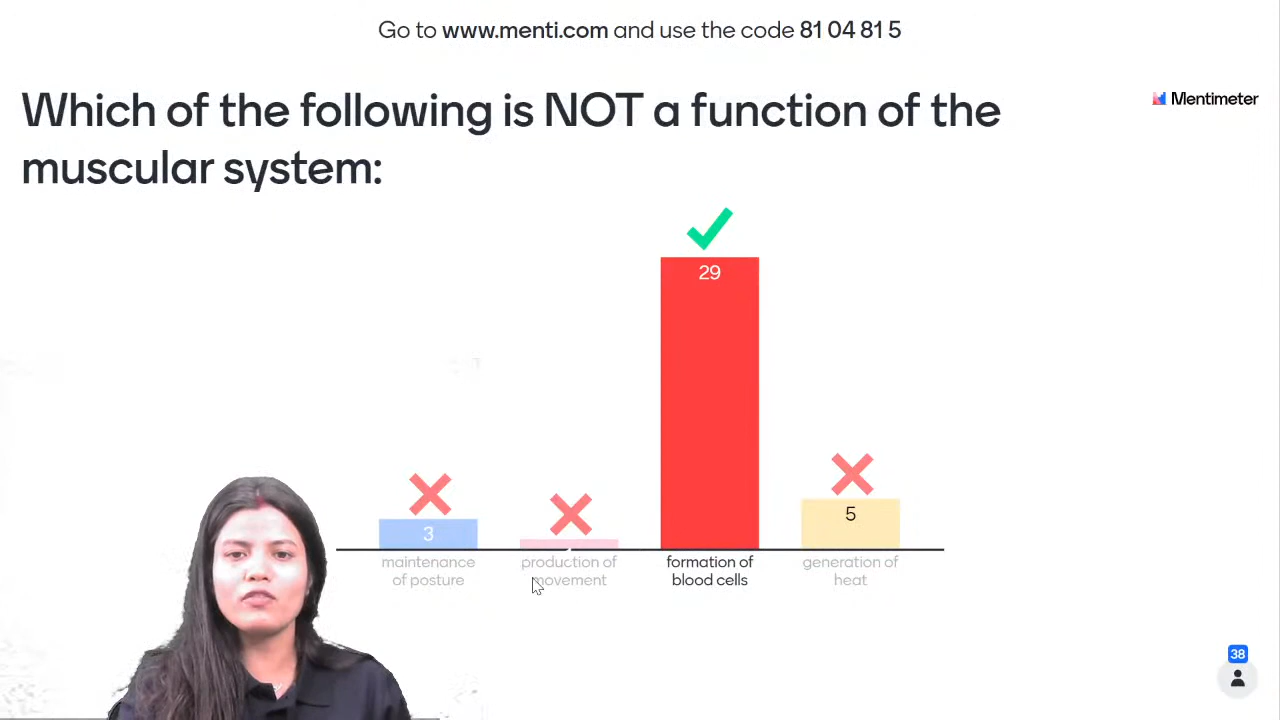 Go to www.menti.com and use the code 81 04 81 5
Which of the following is NOT a function of the
muscular system:
Mentimeter
29
3
5
maintenance
of posture
production of
movement
formation of
blood cells
generation of
heat
38